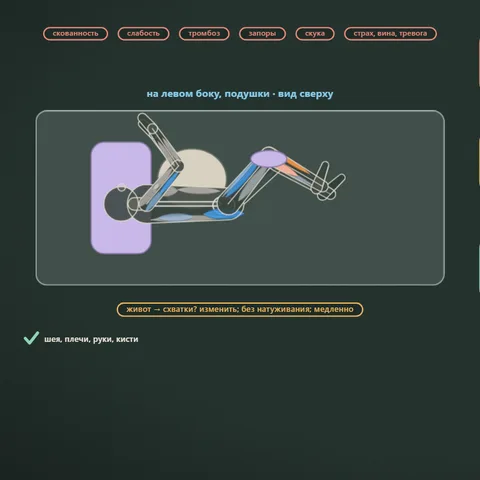 скованность слабость тромбоз запоры скука страх, вина, тревога
на левом боку, подушки · вид сверху
живот → схватки? изменить; без натуживания; медленно
шея, плечи, руки, кисти